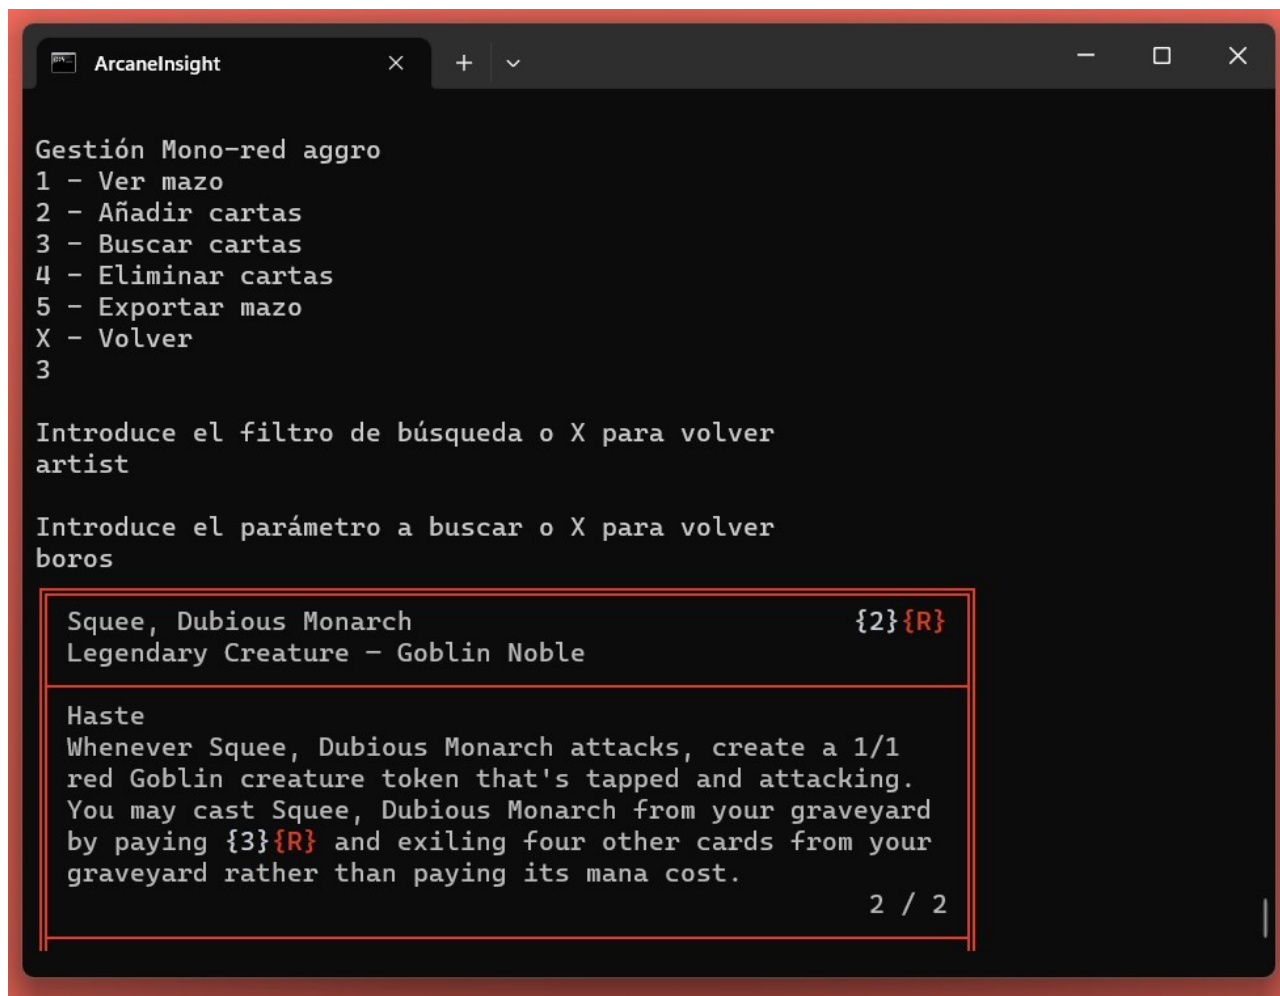 ArcaneInsight
Gestión Mono-red aggro
1 - Ver mazo
2 - Añadir cartas
3 - Buscar cartas
4 - Eliminar cartas
5 - Exportar mazo
X - Volver
3
Introduce el filtro de búsqueda o X para volver
artist
Introduce el parámetro a buscar o X para volver
boros
Squee, Dubious Monarch {2}{R}
Legendary Creature — Goblin Noble
Haste
Whenever Squee, Dubious Monarch attacks, create a 1/1
red Goblin creature token that's tapped and attacking.
You may cast Squee, Dubious Monarch from your graveyard
by paying {3}{R} and exiling four other cards from your
graveyard rather than paying its mana cost.
2 / 2